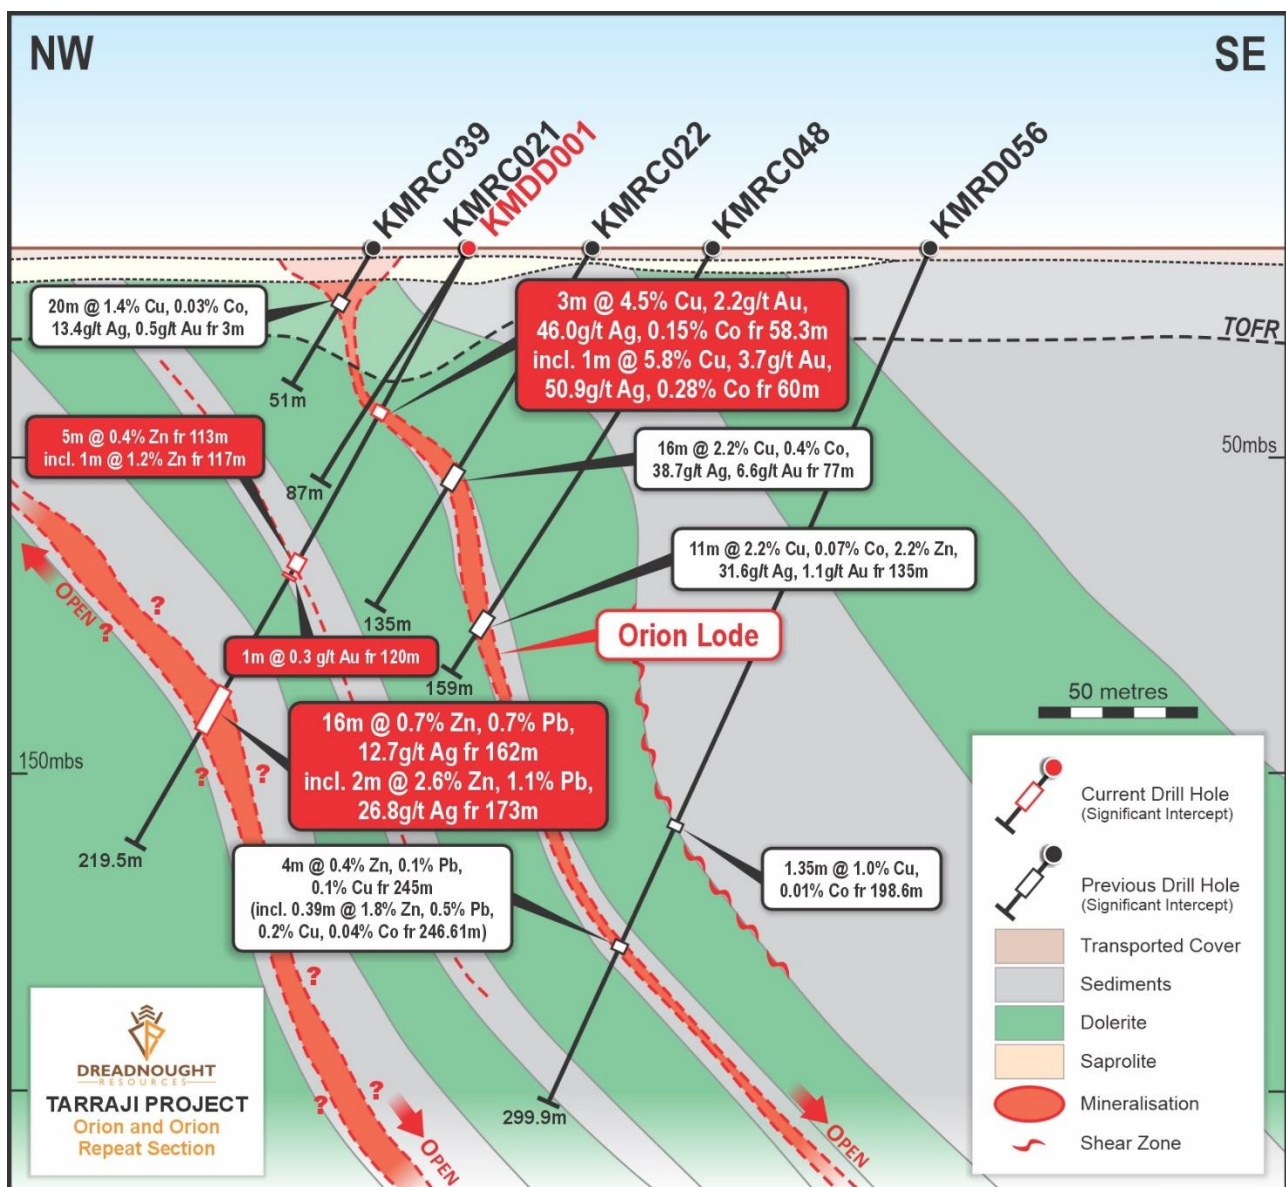 NW
SE
KMRC039
KMRC021
KMDD001
KMRC022
KMRC048
KMRD056
20m @ 1.4% Cu, 0.03% Co,
13.4g/t Ag, 0.5g/t Au fr 3m
3m @ 4.5% Cu, 2.2g/t Au,
46.0g/t Ag, 0.15% Co fr 58.3m
incl. 1m @ 5.8% Cu, 3.7g/t Au,
50.9g/t Ag, 0.28% Co fr 60m
TOFR
51m
5m @ 0.4% Zn fr 113m
incl. 1m @ 1.2% Zn fr 117m
16m @ 2.2% Cu, 0.4% Co,
38.7g/t Ag, 6.6g/t Au fr 77m
50mbs
87m
11m @ 2.2% Cu, 0.07% Co, 2.2% Zn,
31.6g/t Ag, 1.1g/t Au fr 135m
OPEN
?
?
135m
Orion Lode
1m @ 0.3 g/t Au fr 120m
159m
50 metres
16m @ 0.7% Zn, 0.7% Pb,
12.7g/t Ag fr 162m
incl. 2m @ 2.6% Zn, 1.1% Pb,
26.8g/t Ag fr 173m
150mbs
?
?
219.5m
4m @ 0.4% Zn, 0.1% Pb,
0.1% Cu fr 245m
(incl. 0.39m @ 1.8% Zn, 0.5% Pb,
0.2% Cu, 0.04% Co fr 246.61m)
1.35m @ 1.0% Cu,
0.01% Co fr 198.6m
?
?
?
?
299.9m
OPEN
OPEN
DREADNOUGHT
RESOURCES
TARRAJI PROJECT
Orion and Orion
Repeat Section
Current Drill Hole
(Significant Intercept)
Previous Drill Hole
(Significant Intercept)
Transported Cover
Sediments
Dolerite
Saprolite
Mineralisation
Shear Zone